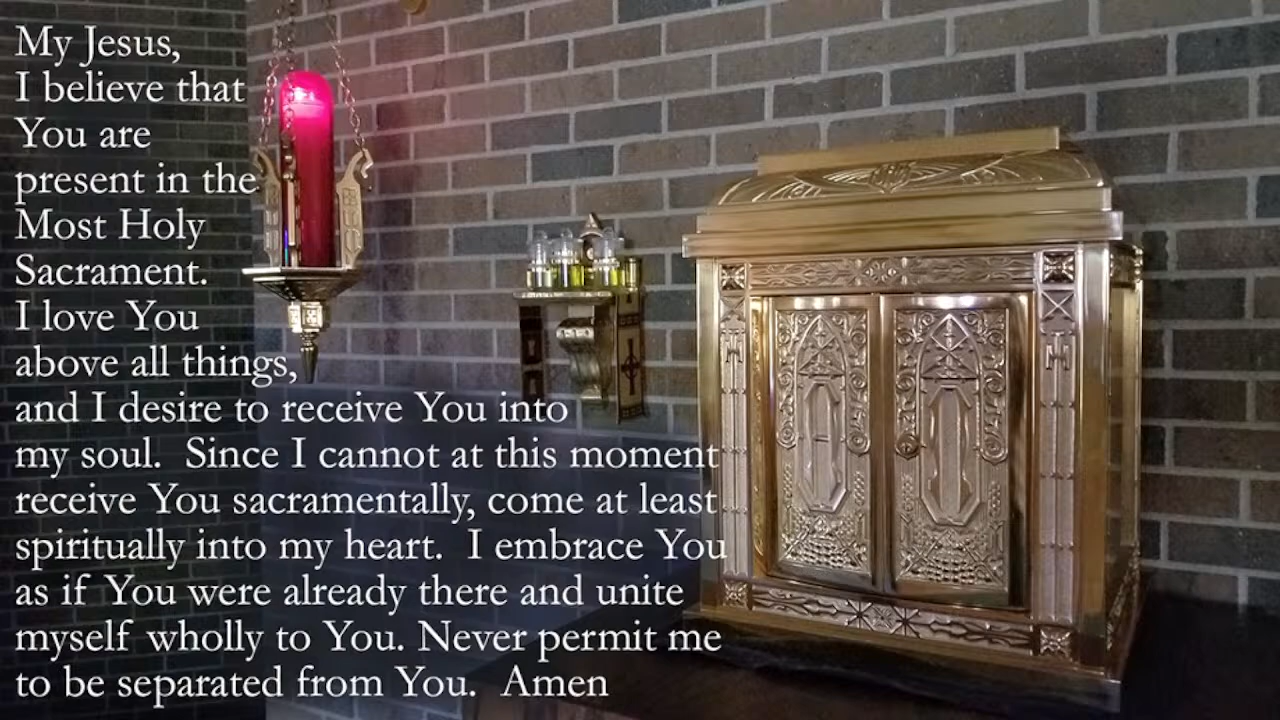 My Jesus,
I believe that
You are
present in the
Most Holy
Sacrament.
I love You
above all things,
and I desire to receive You into
my soul.  Since I cannot at this moment
receive You sacramentally, come at least
spiritually into my heart.  I embrace You
as if You were already there and unite
myself wholly to You. Never permit me
to be separated from You.  Amen